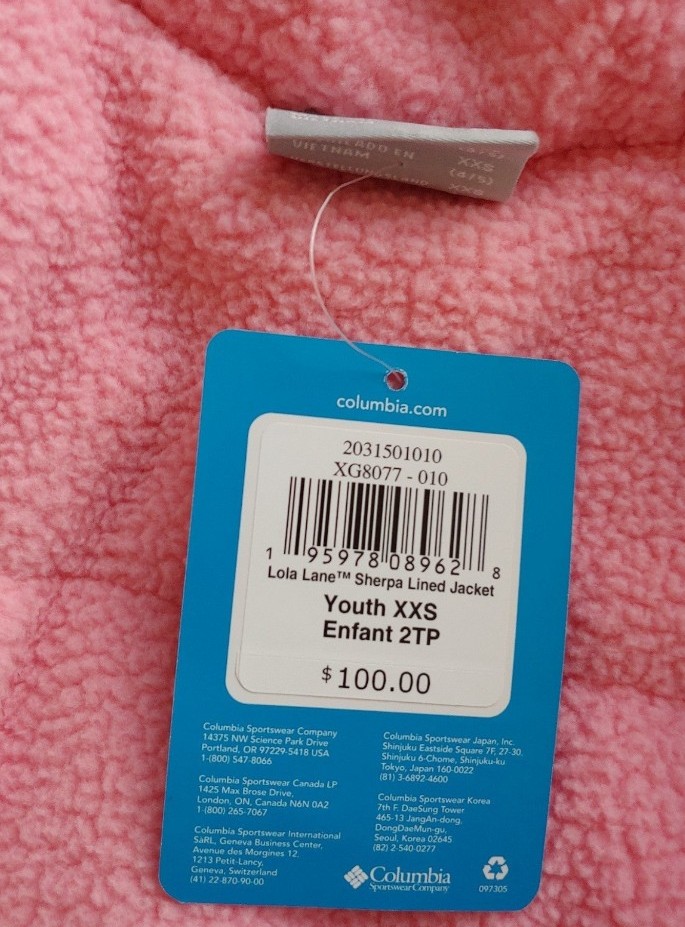 EN
VIETNAM
XXS
(4/5)
XXS
columbia.com
2031501010
XG8077 - 010
1 95978 08962 8
Lola Lane™ Sherpa Lined Jacket
Youth XXS
Enfant 2TP
$100.00
Columbia Sportswear Company
14375 NW Science Park Drive
Portland, OR 97229-5418 USA
1-(800) 547-8066
Columbia Sportswear Canada LP
1425 Max Brose Drive,
London, ON, Canada N6N 0A2
1-(800) 265-7067
Columbia Sportswear International
SàRL, Geneva Business Center,
Avenue des Morgines 12,
1213 Petit-Lancy,
Geneva, Switzerland
(41) 22-870-90-00
Columbia Sportswear Japan, Inc.
Shinjuku Eastside Square 7F, 27-30,
Shinjuku 6-Chome, Shinjuku-ku
Tokyo, Japan 160-0022
(81) 3-6892-4600
Columbia Sportswear Korea
7th F. DaeSung Tower
465-13 JangAn-dong,
DongDaeMun-gu,
Seoul, Korea 02645
(82) 2-540-0277
Columbia
Sportswear Company
097305